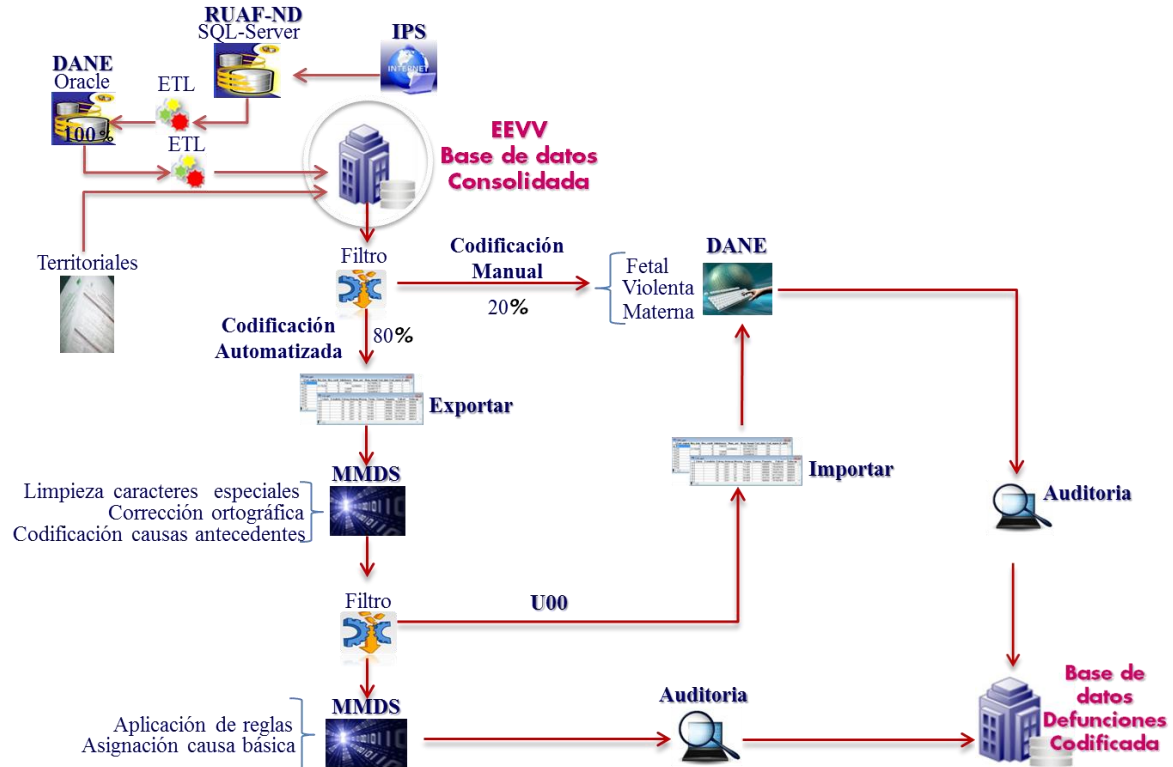 RUAF-ND
SQL-Server
IPS
INTERNET
DANE
Oracle
ETL
100 %
ETL
EEVV
Base de datos
Consolidada
Territoriales
Filtro
Codificación
Manual
20%
Fetal
Violenta
Materna
DANE
Codificación
Automatizada
80%
Exportar
Importar
MMDS
Limpieza caracteres especiales
Corrección ortográfica
Codificación causas antecedentes
Auditoria
Filtro
U00
MMDS
Aplicación de reglas
Asignación causa básica
Auditoria
Base de
datos
Defunciones
Codificada